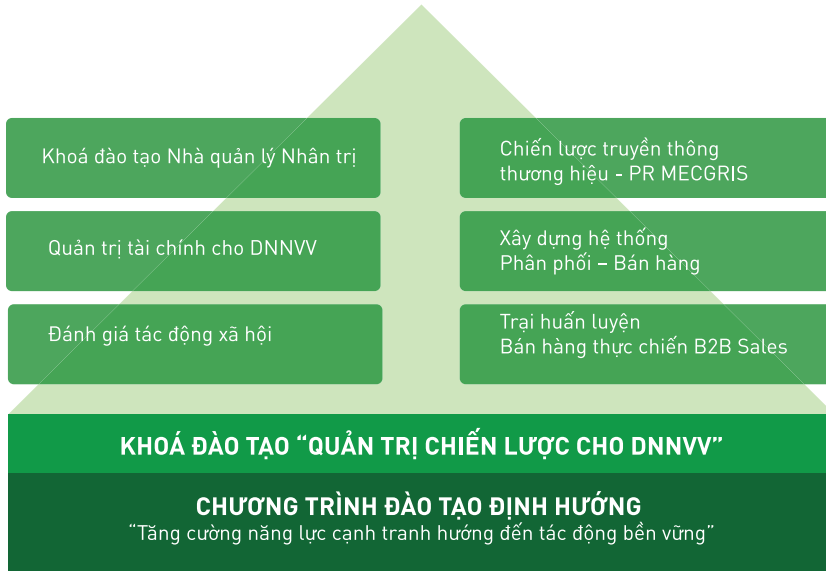 Khoá đào tạo Nhà quản lý Nhân trị
Chiến lược truyền thông
thương hiệu - PR MECGRIS
Quản trị tài chính cho DNNVV
Xây dựng hệ thống
Phân phối – Bán hàng
Đánh giá tác động xã hội
Trại huấn luyện
Bán hàng thực chiến B2B Sales
KHOÁ ĐÀO TẠO “QUẢN TRỊ CHIẾN LƯỢC CHO DNNVV”
CHƯƠNG TRÌNH ĐÀO TẠO ĐỊNH HƯỚNG
“Tăng cường năng lực cạnh tranh hướng đến tác động bền vững”